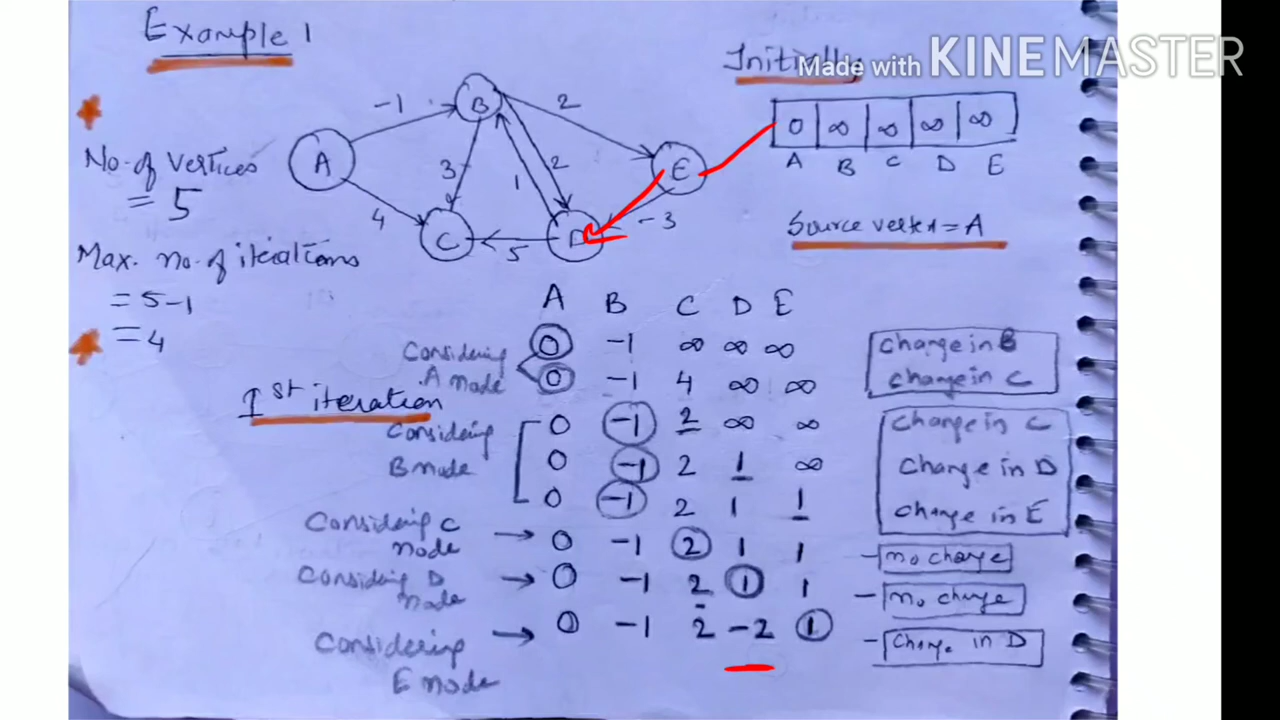 Example 1
Initially
Made with KINEMASTER
-1
B
2
0 ∞ ∞ ∞ ∞
A B C D E
A
3
2
1
E
No. of vertices
= 5
4
C
5
D
-3
Source vertex = A
Max. no. of iterations
= 5-1
= 4
A B C D E
Considering
A node
0 -1 ∞ ∞ ∞
change in B
0 -1 4 ∞ ∞
change in C
1st iteration
Considering
B node
0 -1 2 ∞ ∞
Change in C
0 -1 2 1 ∞
change in D
0 -1 2 1 1
change in E
Considering C
node
→ 0 -1 2 1 1
- no change
Considering D
node
→ 0 -1 2 1 1
- no change
Considering
E node
→ 0 -1 2 -2 1
- Change in D